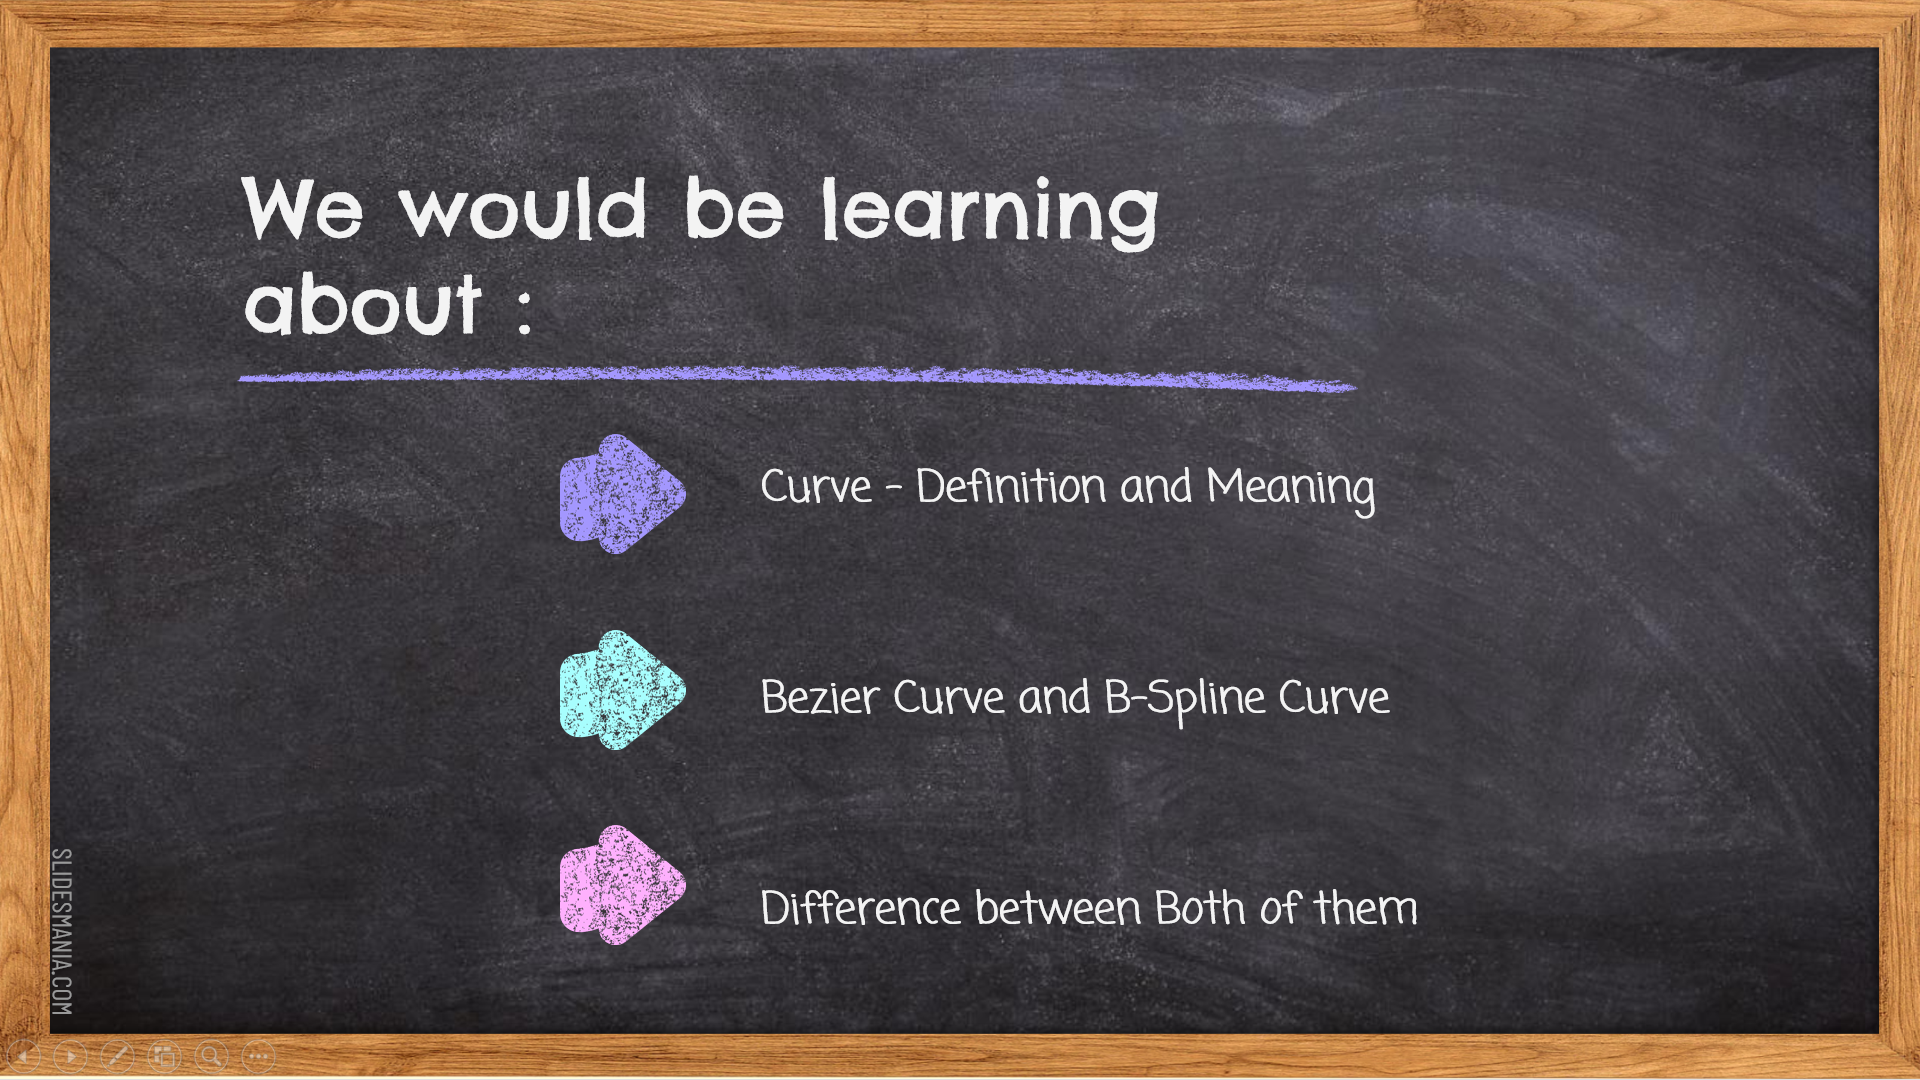 We would be learning
about :
Curve - Definition and Meaning
Bezier Curve and B-Spline Curve
Difference between Both of them
SLIDESMANIA.COM